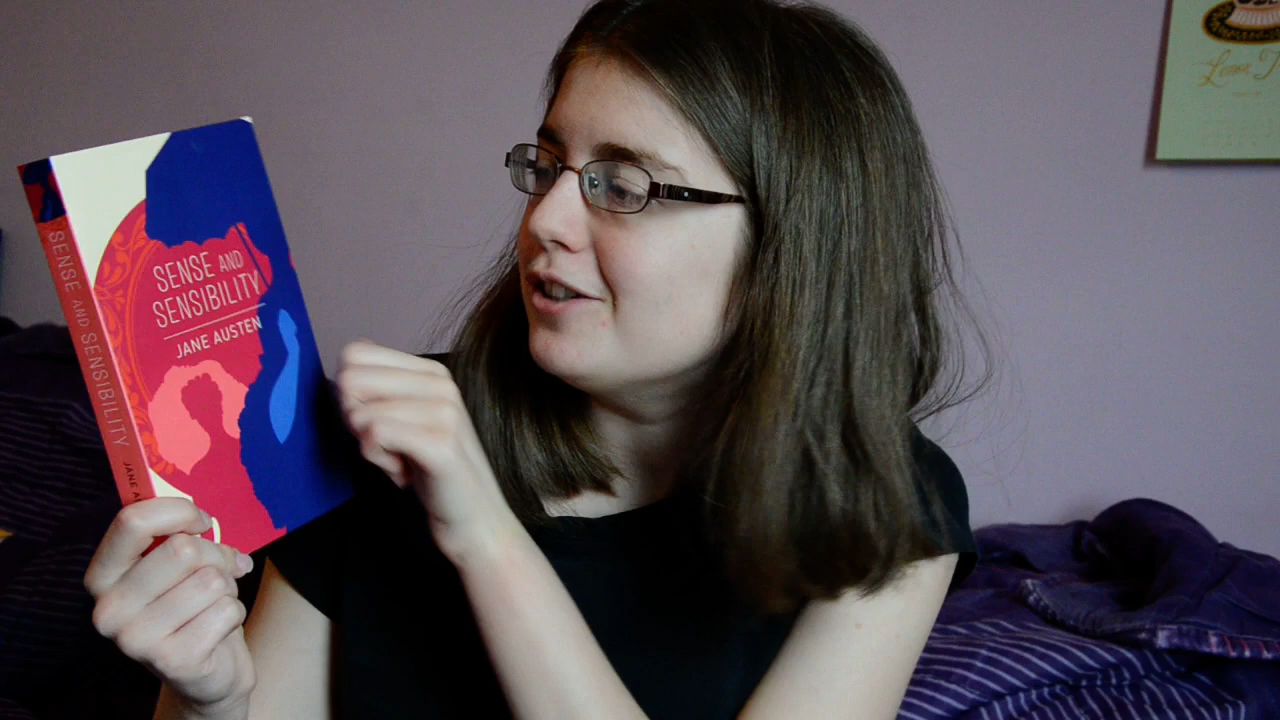 SENSE AND
SENSIBILITY
JANE AUSTEN
SENSE AND SENSIBILITY
JANE